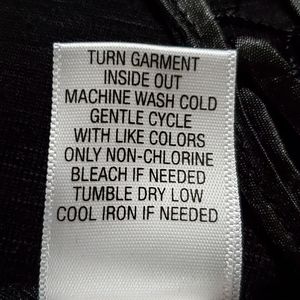 TURN GARMENT
INSIDE OUT
MACHINE WASH COLD
GENTLE CYCLE
WITH LIKE COLORS
ONLY NON-CHLORINE
BLEACH IF NEEDED
TUMBLE DRY LOW
COOL IRON IF NEEDED